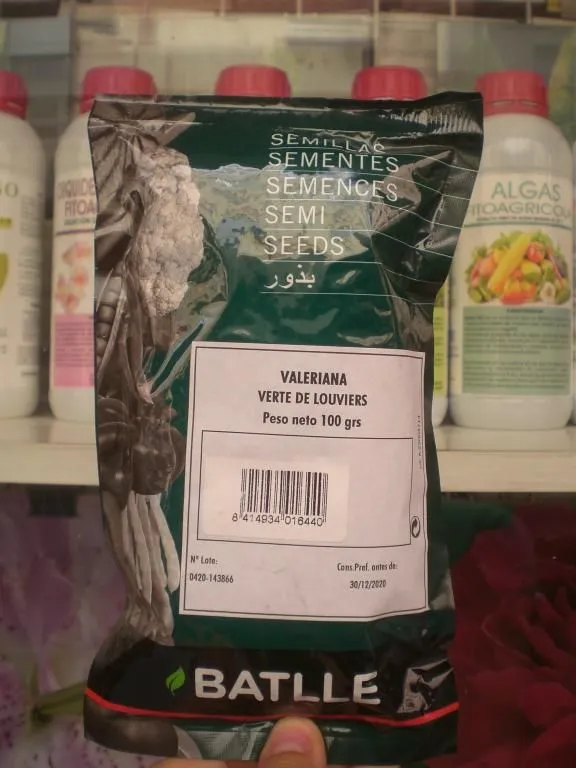 SEMILLAS
SEMENTES
SEMENCES
SEMI
SEEDS
بذور
ALGAS
FITOAGRICOLA
VALERIANA
VERTE DE LOUVIERS
Peso neto 100 grs
8 414934 016440
Nº Lote:
0420-143866
Cons.Pref. antes de:
30/12/2020
BATLLE